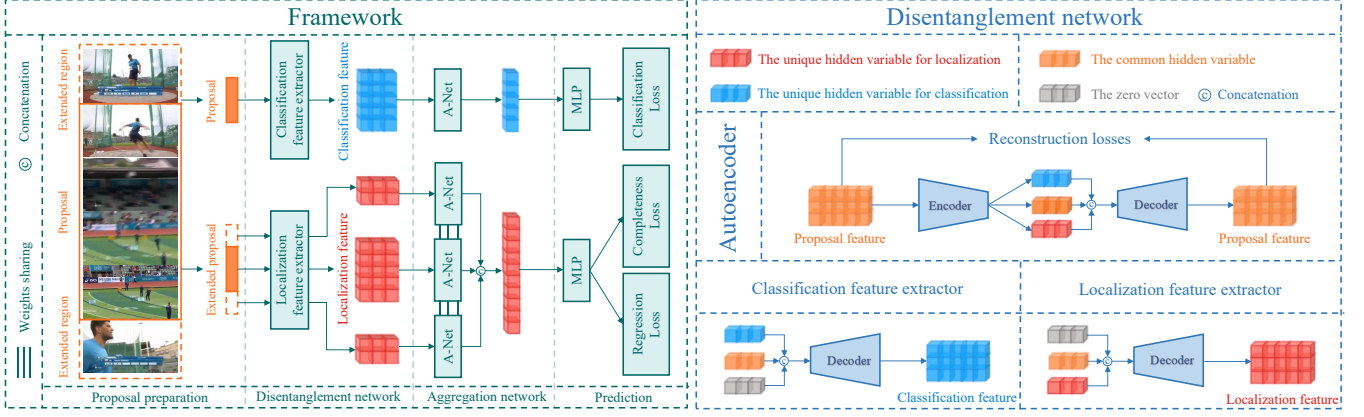 Framework
Concatenation
©
Weights sharing
Extended region
Proposal
Extended region
Proposal
Extended proposal
Classification
feature extractor
Classification feature
A-Net
MLP
Classification
Loss
Localization
feature extractor
Localization feature
A-Net
A-Net
A-Net
©
MLP
Completeness
Loss
Regression
Loss
Proposal preparation
Disentanglement network
Aggregation network
Prediction
Disentanglement network
The unique hidden variable for localization
The common hidden variable
The unique hidden variable for classification
The zero vector
© Concatenation
Autoencoder
Reconstruction losses
Proposal feature
Encoder
©
Decoder
Proposal feature
Classification feature extractor
©
Decoder
Classification feature
Localization feature extractor
©
Decoder
Localization feature